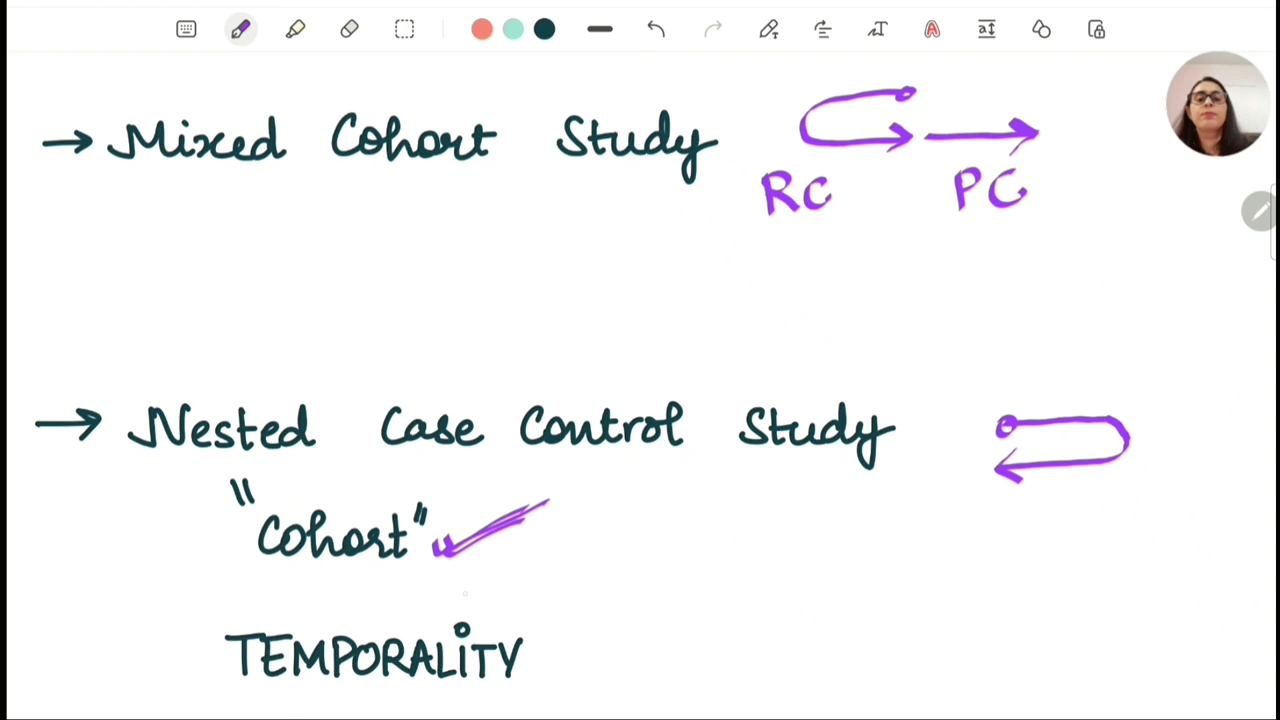 → Mixed Cohort Study
RC PC
→ Nested Case Control Study
"Cohort"
TEMPORALITY